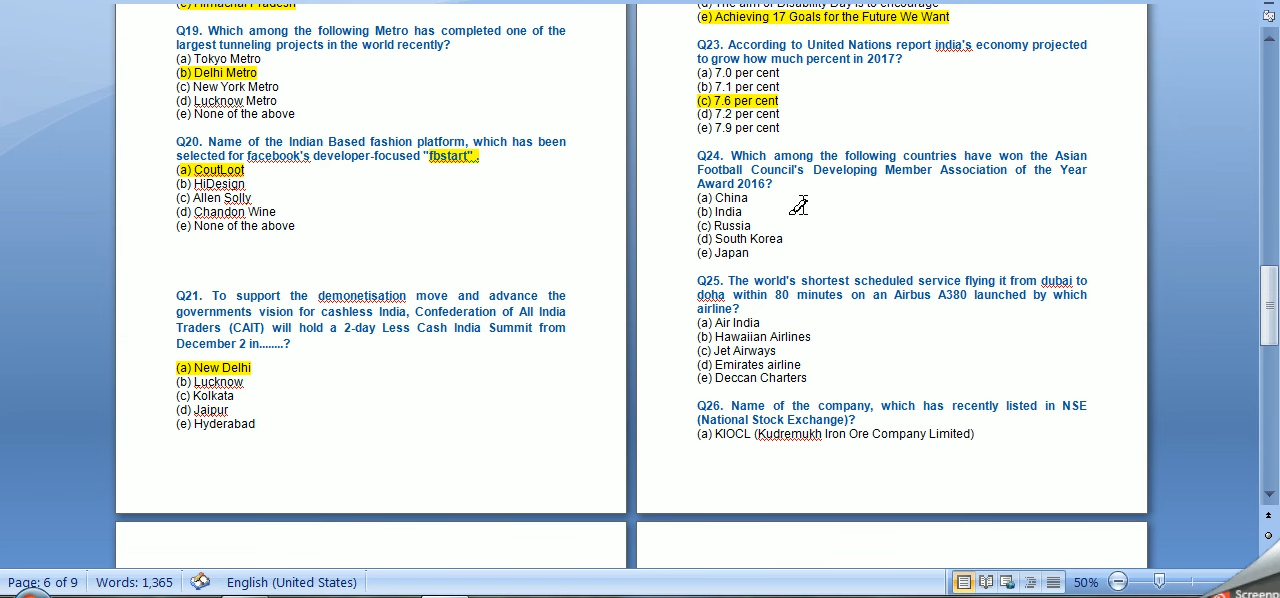 (e) Himachal Pradesh
Q19. Which among the following Metro has completed one of the
largest tunneling projects in the world recently?
(a) Tokyo Metro
(b) Delhi Metro
(c) New York Metro
(d) Lucknow Metro
(e) None of the above
Q20. Name of the Indian Based fashion platform, which has been
selected for facebook's developer-focused "fbstart" .
(a) CoutLoot
(b) HiDesign
(c) Allen Solly
(d) Chandon Wine
(e) None of the above
Q21. To support the demonetisation move and advance the
governments vision for cashless India, Confederation of All India
Traders (CAIT) will hold a 2-day Less Cash India Summit from
December 2 in........?
(a) New Delhi
(b) Lucknow
(c) Kolkata
(d) Jaipur
(e) Hyderabad
(d) The aim of Disability Day is to encourage
(e) Achieving 17 Goals for the Future We Want
Q23. According to United Nations report india's economy projected
to grow how much percent in 2017?
(a) 7.0 per cent
(b) 7.1 per cent
(c) 7.6 per cent
(d) 7.2 per cent
(e) 7.9 per cent
Q24. Which among the following countries have won the Asian
Football Council's Developing Member Association of the Year
Award 2016?
(a) China
(b) India
(c) Russia
(d) South Korea
(e) Japan
Q25. The world's shortest scheduled service flying it from dubai to
doha within 80 minutes on an Airbus A380 launched by which
airline?
(a) Air India
(b) Hawaiian Airlines
(c) Jet Airways
(d) Emirates airline
(e) Deccan Charters
Q26. Name of the company, which has recently listed in NSE
(National Stock Exchange)?
(a) KIOCL (Kudremukh Iron Ore Company Limited)
Page: 6 of 9 Words: 1,365 English (United States) 50%